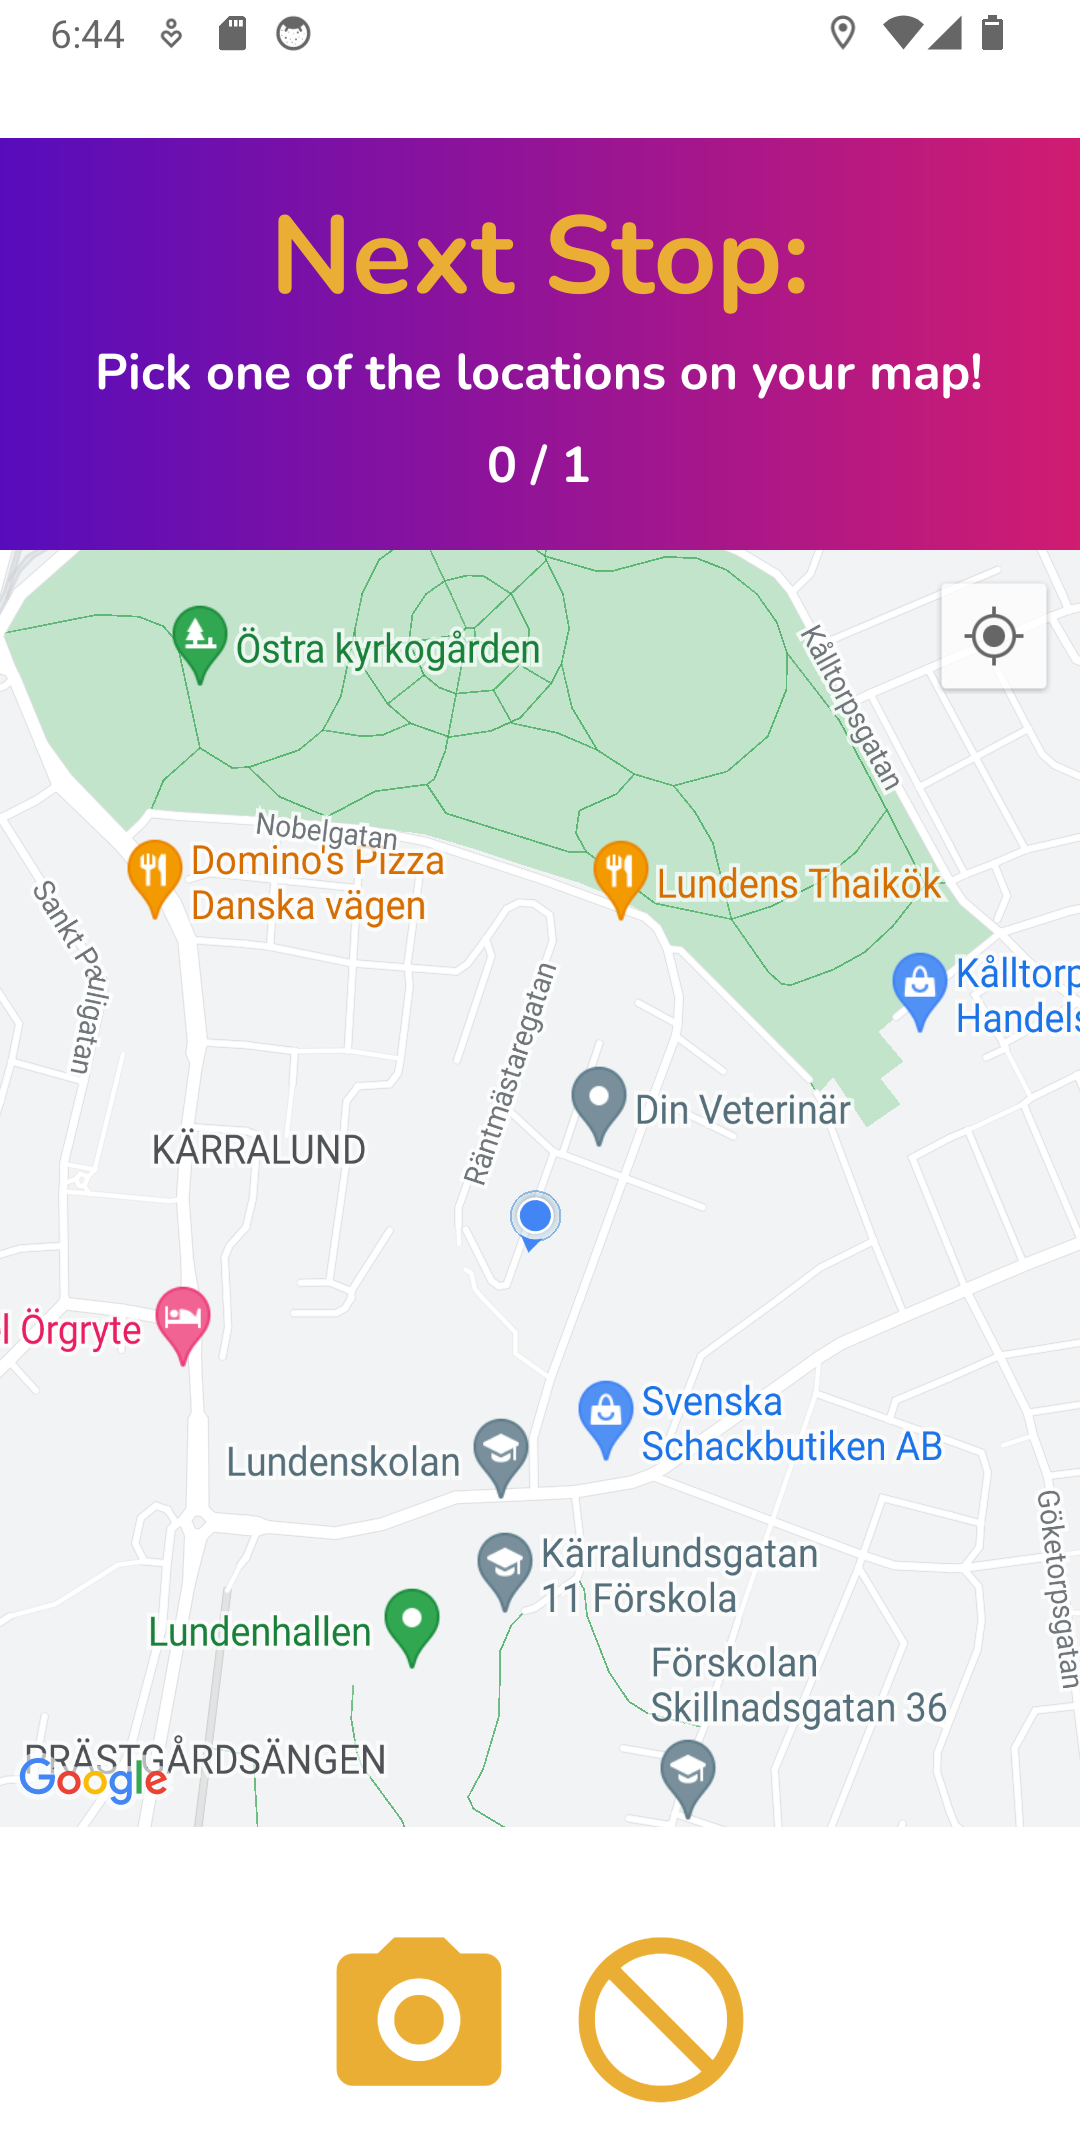 6:44
Next Stop:
Pick one of the locations on your map!
0 / 1
Östra kyrkogården
Kålltorpsgatan
Nobelgatan
Domino's Pizza
Danska vägen
Lundens Thaikök
Sankt Pauligatan
Kålltorp
Handels
Räntmästaregatan
Din Veterinär
KÄRRALUND
l Örgryte
Svenska
Schackbutiken AB
Lundenskolan
Göketorpsgatan
Kärralundsgatan
11 Förskola
Lundenhallen
Förskolan
Skillnadsgatan 36
PRÄSTGÅRDSÄNGEN
Google